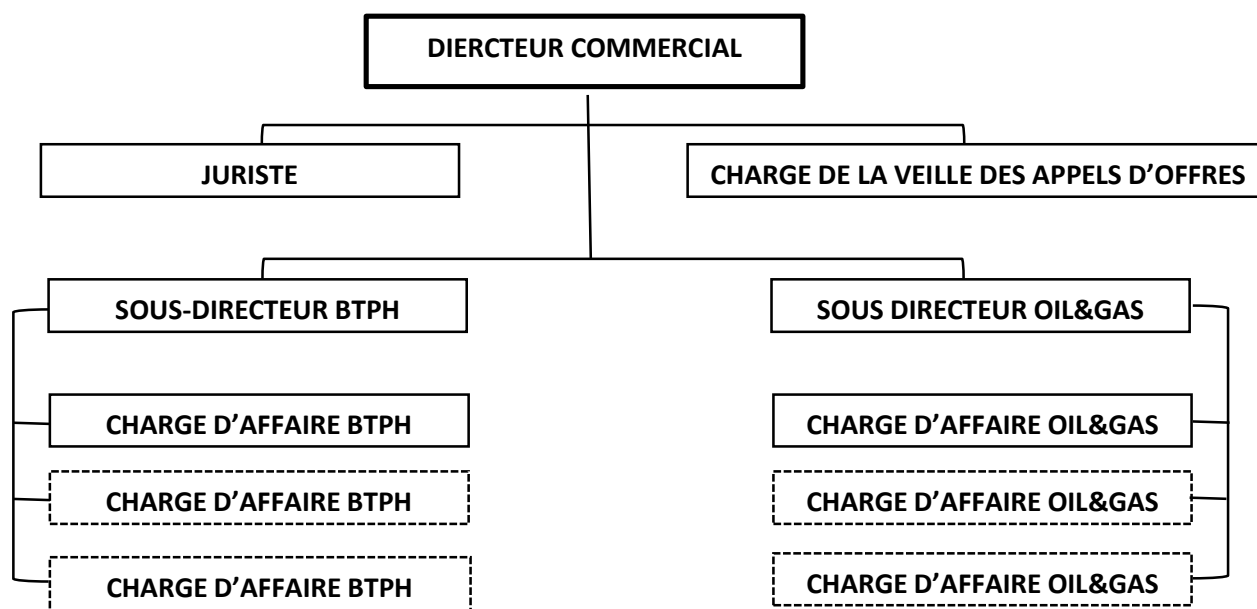 DIERCTEUR COMMERCIAL
JURISTE
CHARGE DE LA VEILLE DES APPELS D’OFFRES
SOUS-DIRECTEUR BTPH
SOUS DIRECTEUR OIL&GAS
CHARGE D’AFFAIRE BTPH
CHARGE D’AFFAIRE OIL&GAS
CHARGE D’AFFAIRE BTPH
CHARGE D’AFFAIRE OIL&GAS
CHARGE D’AFFAIRE BTPH
CHARGE D’AFFAIRE OIL&GAS